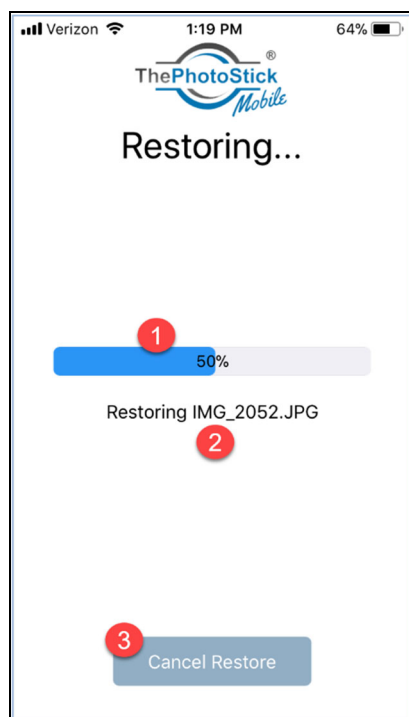 Verizon 1:19 PM 64%
ThePhotoStick®
Mobile
Restoring...
1
50%
Restoring IMG_2052.JPG
2
3
Cancel Restore